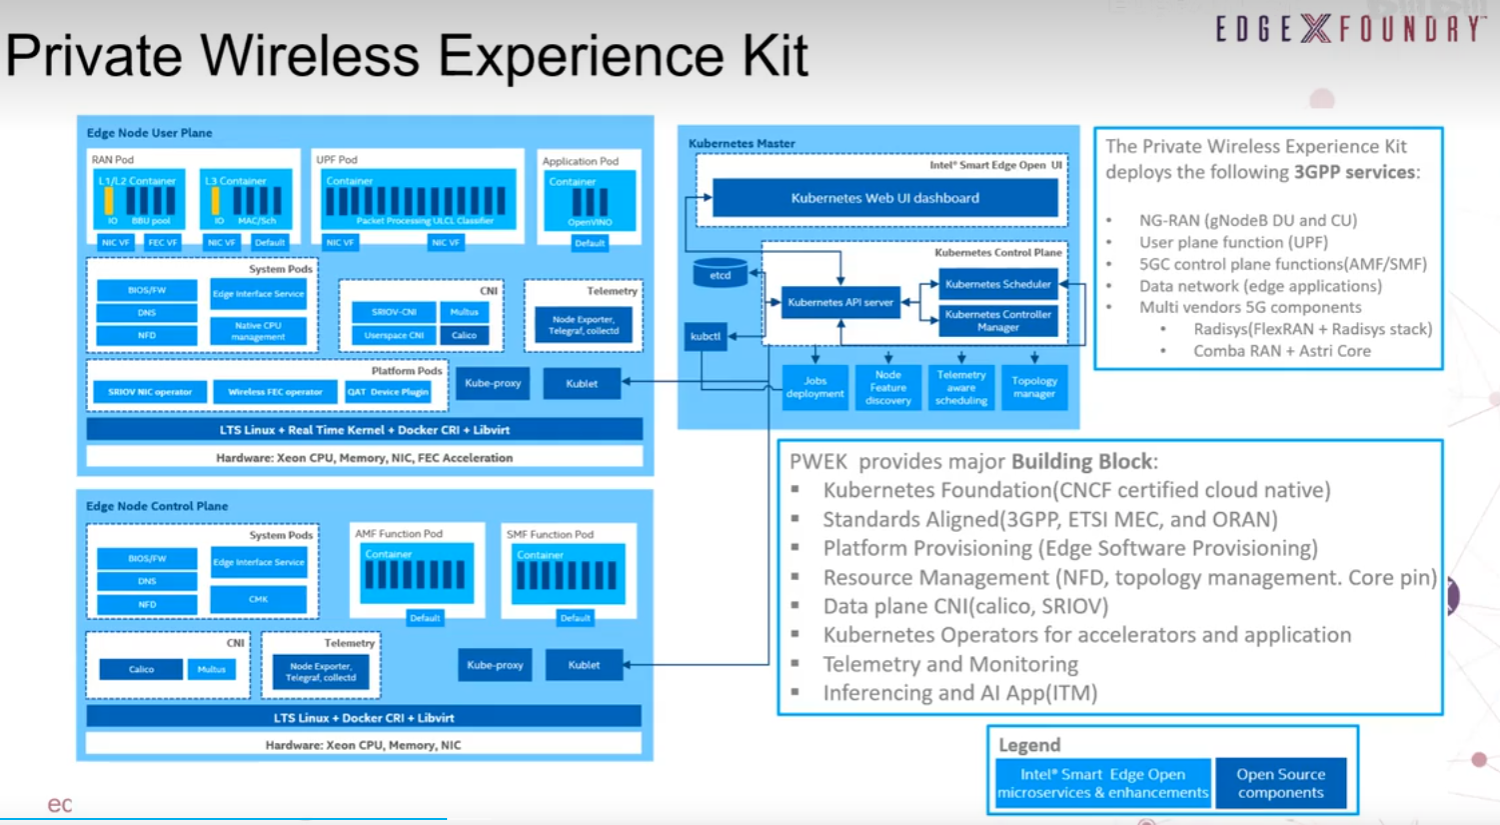 EDGE X FOUNDRY
Private Wireless Experience Kit
Edge Node User Plane
RAN Pod
L1/L2 Container
IO
BBU pool
NIC VF
FEC VF
L3 Container
IO
MAC/Sch
NIC VF
Default
UPF Pod
Container
Packet Processing ULCL Classifier
NIC VF
NIC VF
Application Pod
Container
OpenVINO
Default
System Pods
BIOS/FW
DNS
NFD
Edge Interface Service
Native CPU
management
CNI
SRIOV-CNI
Multus
Userspace CNI
Calico
Telemetry
Node Exporter,
Telegraf, collectd
Platform Pods
SRIOV NIC operator
Wireless FEC operator
QAT Device Plugin
Kube-proxy
Kublet
LTS Linux + Real Time Kernel + Docker CRI + Libvirt
Hardware: Xeon CPU, Memory, NIC, FEC Acceleration
Edge Node Control Plane
System Pods
BIOS/FW
DNS
NFD
Edge Interface Service
CMK
AMF Function Pod
Container
Default
SMF Function Pod
Container
Default
CNI
Calico
Multus
Telemetry
Node Exporter,
Telegraf, collectd
Kube-proxy
Kublet
LTS Linux + Docker CRI + Libvirt
Hardware: Xeon CPU, Memory, NIC
Kubernetes Master
Intel® Smart Edge Open UI
Kubernetes Web UI dashboard
Kubernetes Control Plane
etcd
Kubernetes API server
Kubernetes Scheduler
Kubernetes Controller
Manager
kubctl
Jobs
deployment
Node
Feature
discovery
Telemetry
aware
scheduling
Topology
manager
The Private Wireless Experience Kit
deploys the following 3GPP services:
• NG-RAN (gNodeB DU and CU)
• User plane function (UPF)
• 5GC control plane functions(AMF/SMF)
• Data network (edge applications)
• Multi vendors 5G components
• Radisys(FlexRAN + Radisys stack)
• Comba RAN + Astri Core
PWEK provides major Building Block:
▪ Kubernetes Foundation(CNCF certified cloud native)
▪ Standards Aligned(3GPP, ETSI MEC, and ORAN)
▪ Platform Provisioning (Edge Software Provisioning)
▪ Resource Management (NFD, topology management. Core pin)
▪ Data plane CNI(calico, SRIOV)
▪ Kubernetes Operators for accelerators and application
▪ Telemetry and Monitoring
▪ Inferencing and AI App(ITM)
Legend
Intel® Smart Edge Open
microservices & enhancements
Open Source
components